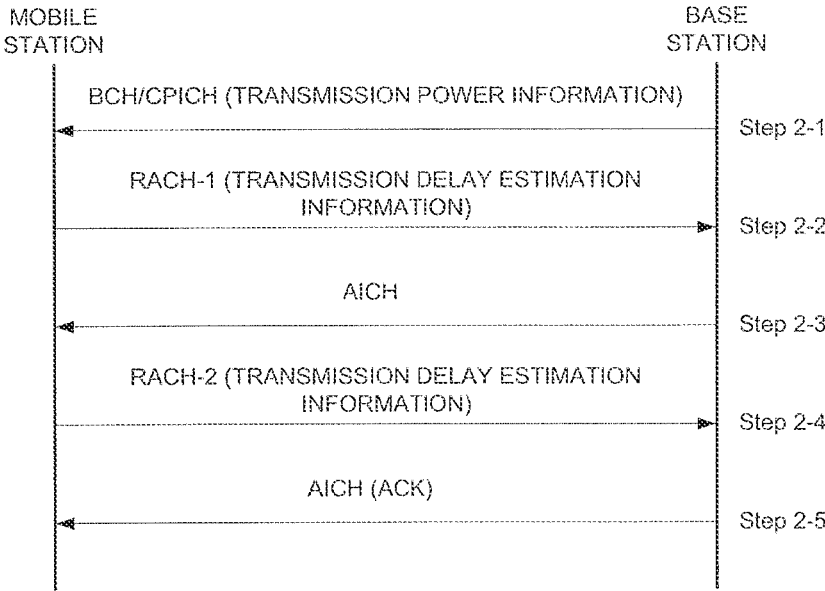 MOBILE
STATION
BASE
STATION
BCH/CPICH (TRANSMISSION POWER INFORMATION)
Step 2-1
RACH-1 (TRANSMISSION DELAY ESTIMATION
INFORMATION)
Step 2-2
AICH
Step 2-3
RACH-2 (TRANSMISSION DELAY ESTIMATION
INFORMATION)
Step 2-4
AICH (ACK)
Step 2-5